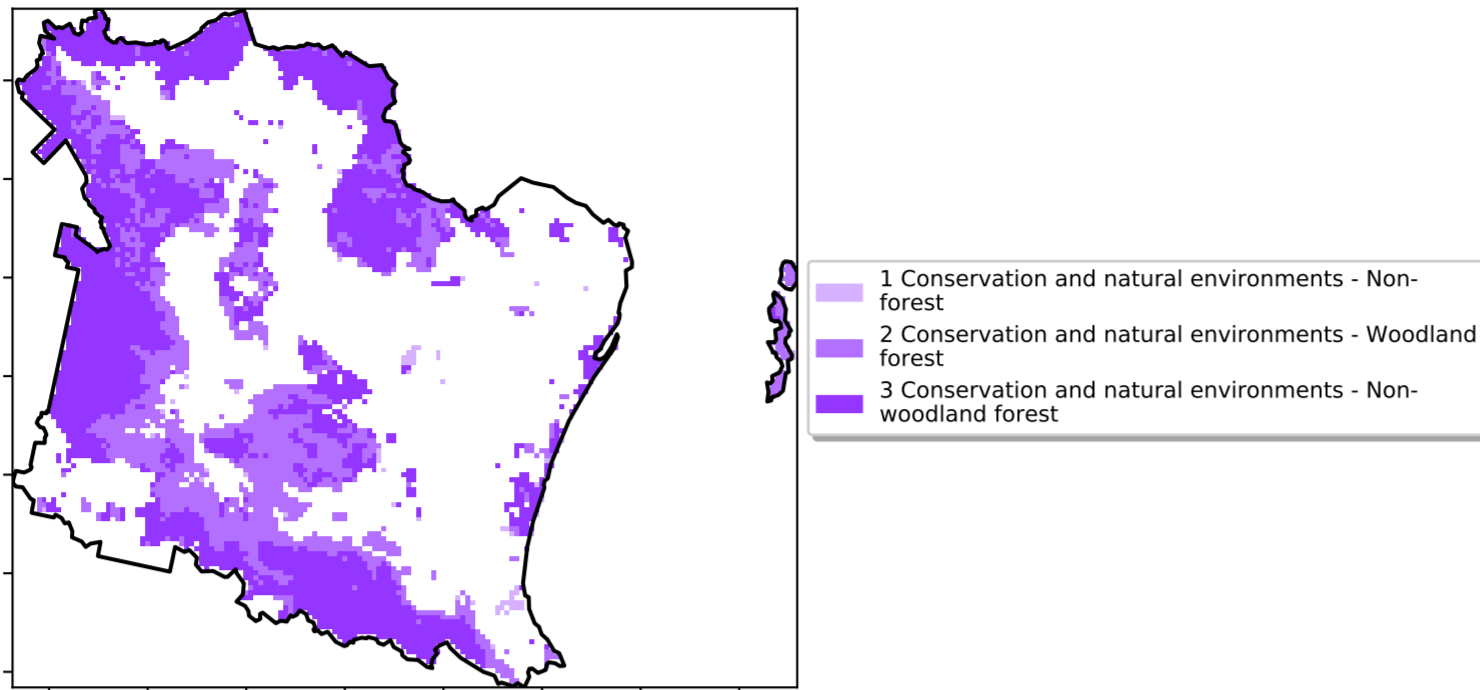 1 Conservation and natural environments - Non-
forest
2 Conservation and natural environments - Woodland
forest
3 Conservation and natural environments - Non-
woodland forest